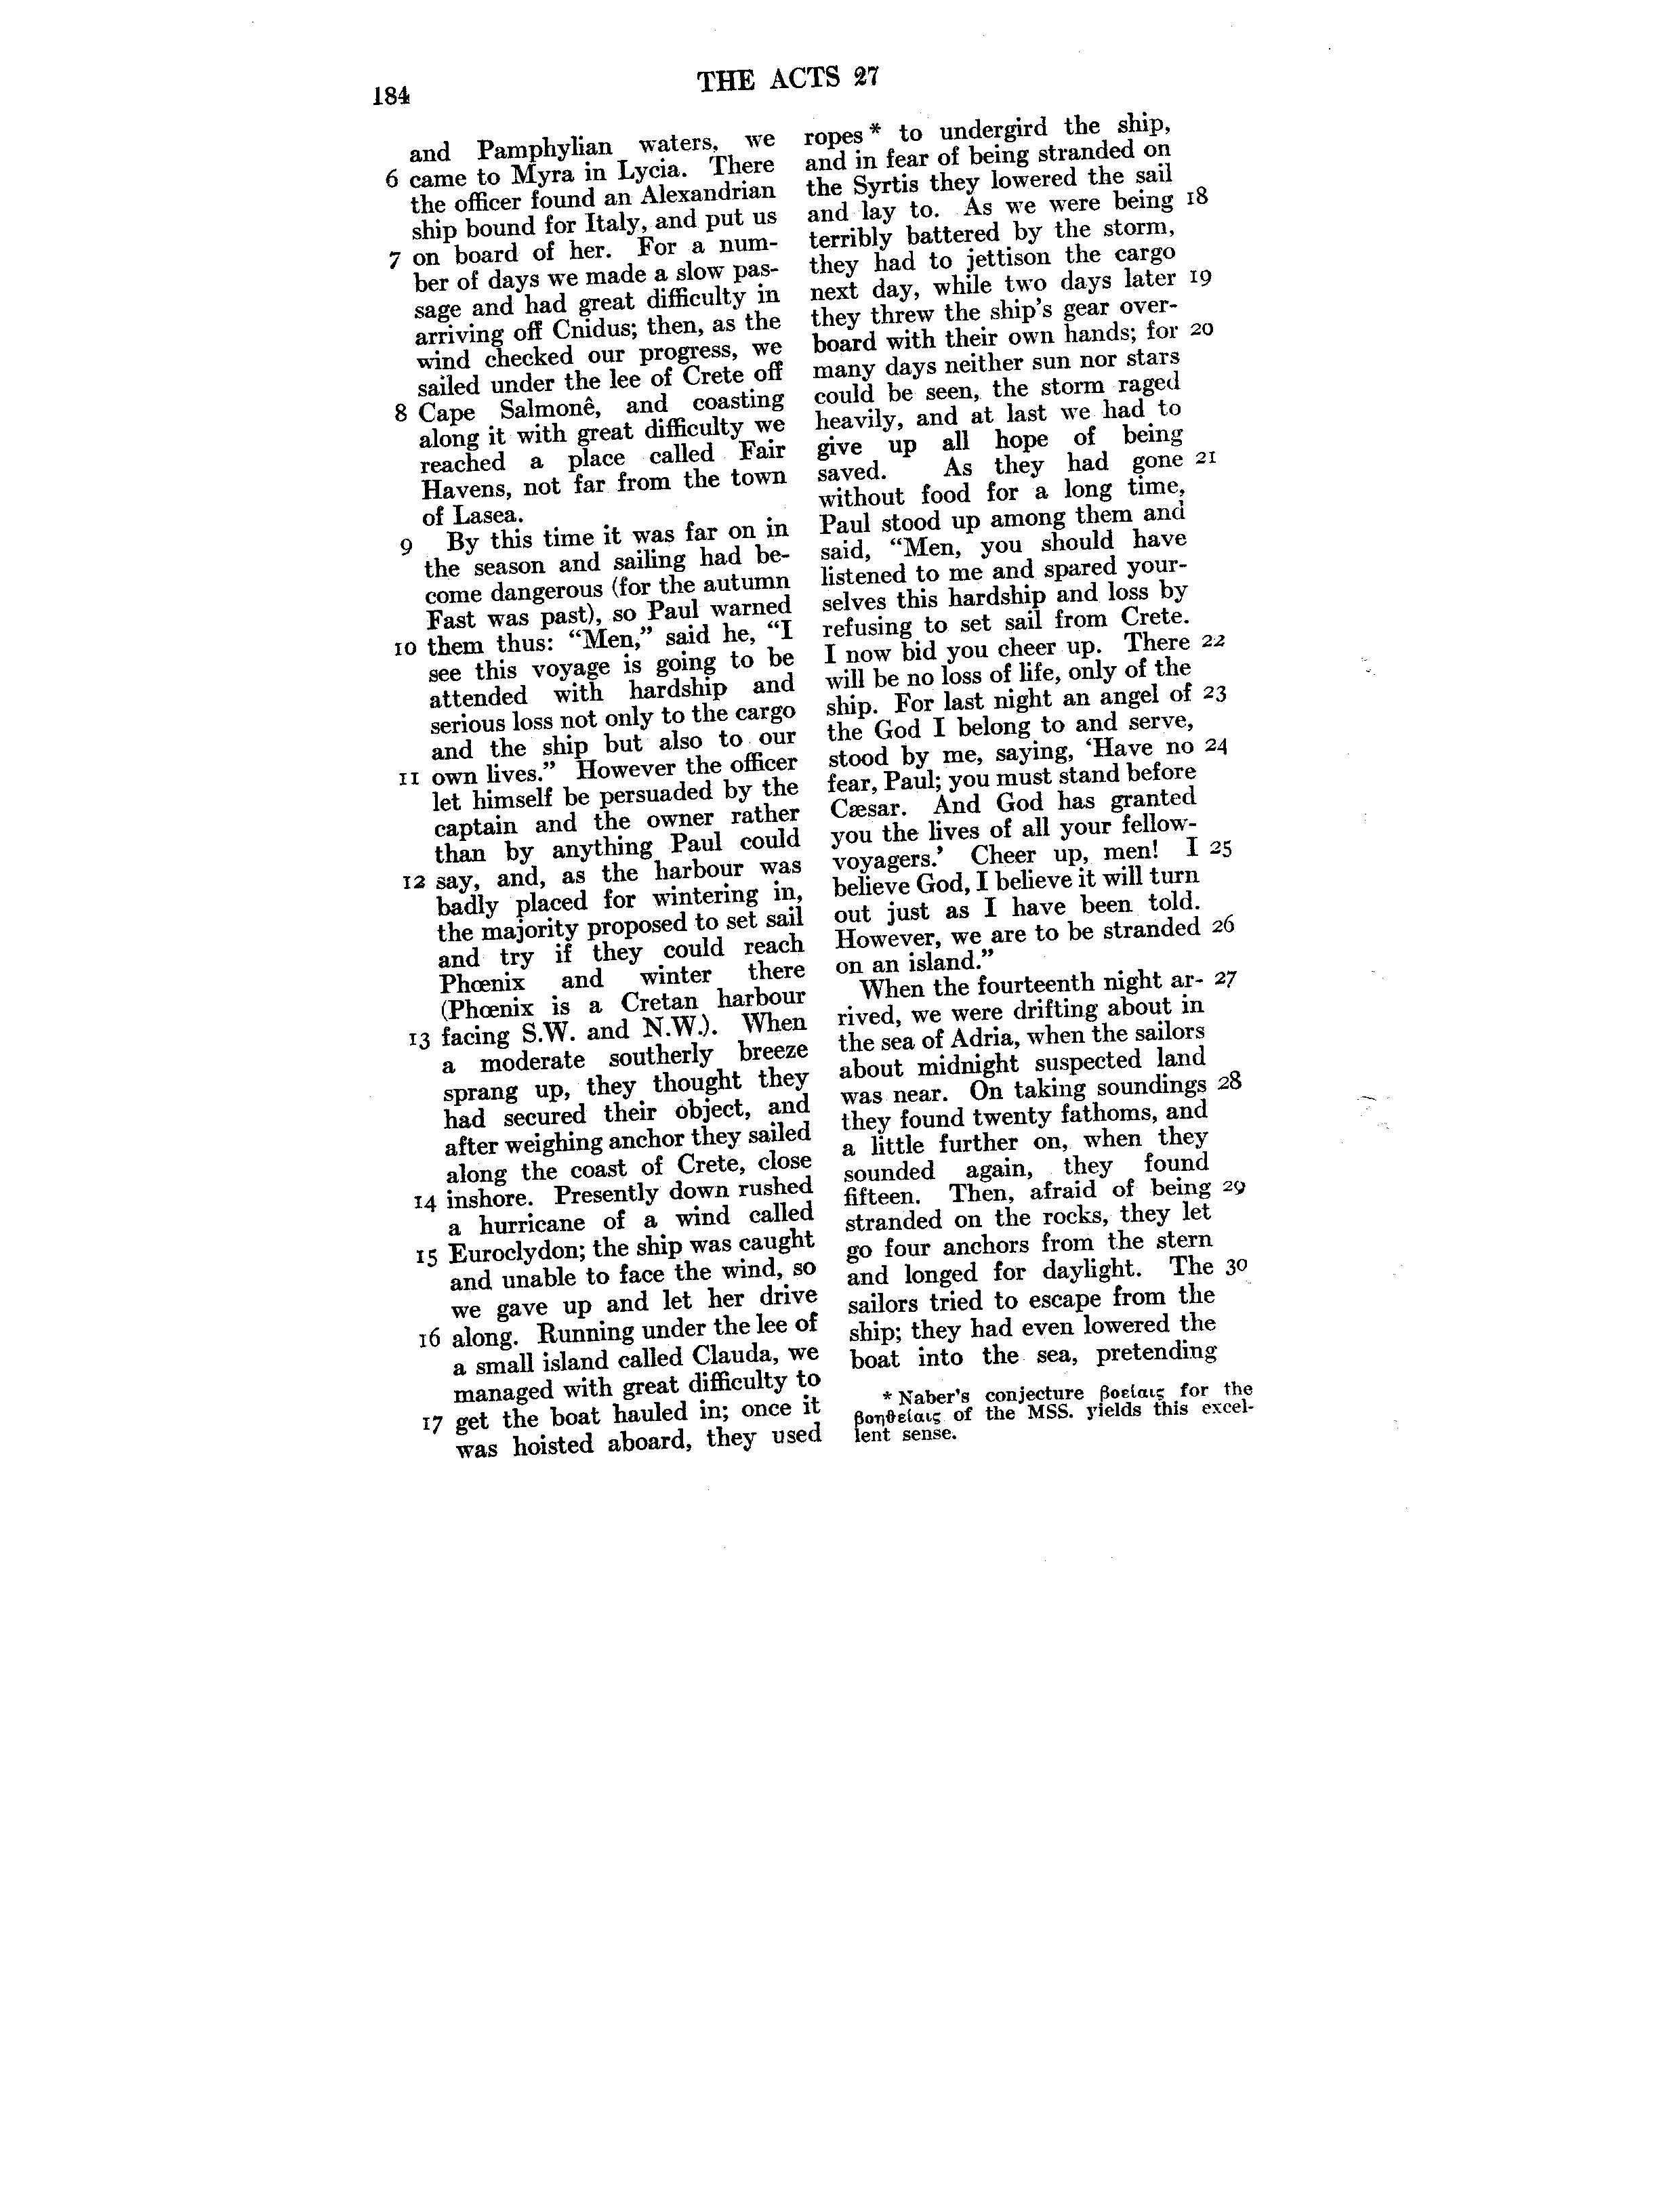 184
THE ACTS 27
and Pamphylian waters, we
6 came to Myra in Lycia. There
the officer found an Alexandrian
ship bound for Italy, and put us
7 on board of her. For a num-
ber of days we made a slow pas-
sage and had great difficulty in
arriving off Cnidus; then, as the
wind checked our progress, we
sailed under the lee of Crete off
8 Cape Salmonê, and coasting
along it with great difficulty we
reached a place called Fair
Havens, not far from the town
of Lasea.
9 By this time it was far on in
the season and sailing had be-
come dangerous (for the autumn
Fast was past), so Paul warned
10 them thus: “Men,” said he, “I
see this voyage is going to be
attended with hardship and
serious loss not only to the cargo
and the ship but also to our
11 own lives.” However the officer
let himself be persuaded by the
captain and the owner rather
than by anything Paul could
12 say, and, as the harbour was
badly placed for wintering in,
the majority proposed to set sail
and try if they could reach
Phœnix and winter there
(Phœnix is a Cretan harbour
13 facing S.W. and N.W.). When
a moderate southerly breeze
sprang up, they thought they
had secured their object, and
after weighing anchor they sailed
along the coast of Crete, close
14 inshore. Presently down rushed
a hurricane of a wind called
15 Euroclydon; the ship was caught
and unable to face the wind, so
we gave up and let her drive
16 along. Running under the lee of
a small island called Clauda, we
managed with great difficulty to
17 get the boat hauled in; once it
was hoisted aboard, they used
ropes * to undergird the ship,
and in fear of being stranded on
the Syrtis they lowered the sail
and lay to. As we were being 18
terribly battered by the storm,
they had to jettison the cargo
next day, while two days later 19
they threw the ship's gear over-
board with their own hands; for 20
many days neither sun nor stars
could be seen, the storm raged
heavily, and at last we had to
give up all hope of being
saved. As they had gone 21
without food for a long time,
Paul stood up among them and
said, “Men, you should have
listened to me and spared your-
selves this hardship and loss by
refusing to set sail from Crete.
I now bid you cheer up. There 22
will be no loss of life, only of the
ship. For last night an angel of 23
the God I belong to and serve,
stood by me, saying, ‘Have no 24
fear, Paul; you must stand before
Cæsar. And God has granted
you the lives of all your fellow-
voyagers.’ Cheer up, men! I 25
believe God, I believe it will turn
out just as I have been told.
However, we are to be stranded 26
on an island.”
When the fourteenth night ar- 27
rived, we were drifting about in
the sea of Adria, when the sailors
about midnight suspected land
was near. On taking soundings 28
they found twenty fathoms, and
a little further on, when they
sounded again, they found
fifteen. Then, afraid of being 29
stranded on the rocks, they let
go four anchors from the stern
and longed for daylight. The 30
sailors tried to escape from the
ship; they had even lowered the
boat into the sea, pretending
* Naber's conjecture βοείαις for the
βοηθείαις of the MSS. yields this excel-
lent sense.